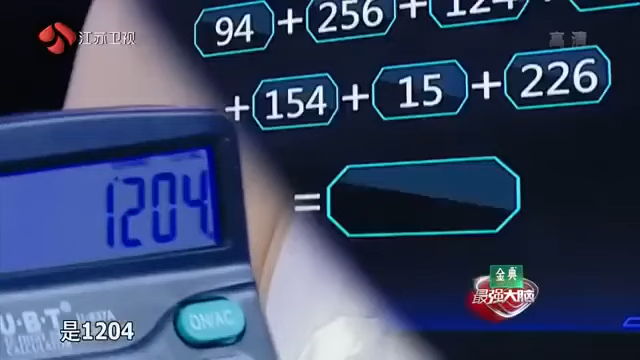 江苏卫视
高清
94 + 256 + 124 +
+ 154 + 15 + 226
=
1204
U·B·T
ON/AC
金典
最强大脑
是1204